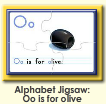 Oo
Oo is for olive.
Alphabet Jigsaw:
Oo is for olive